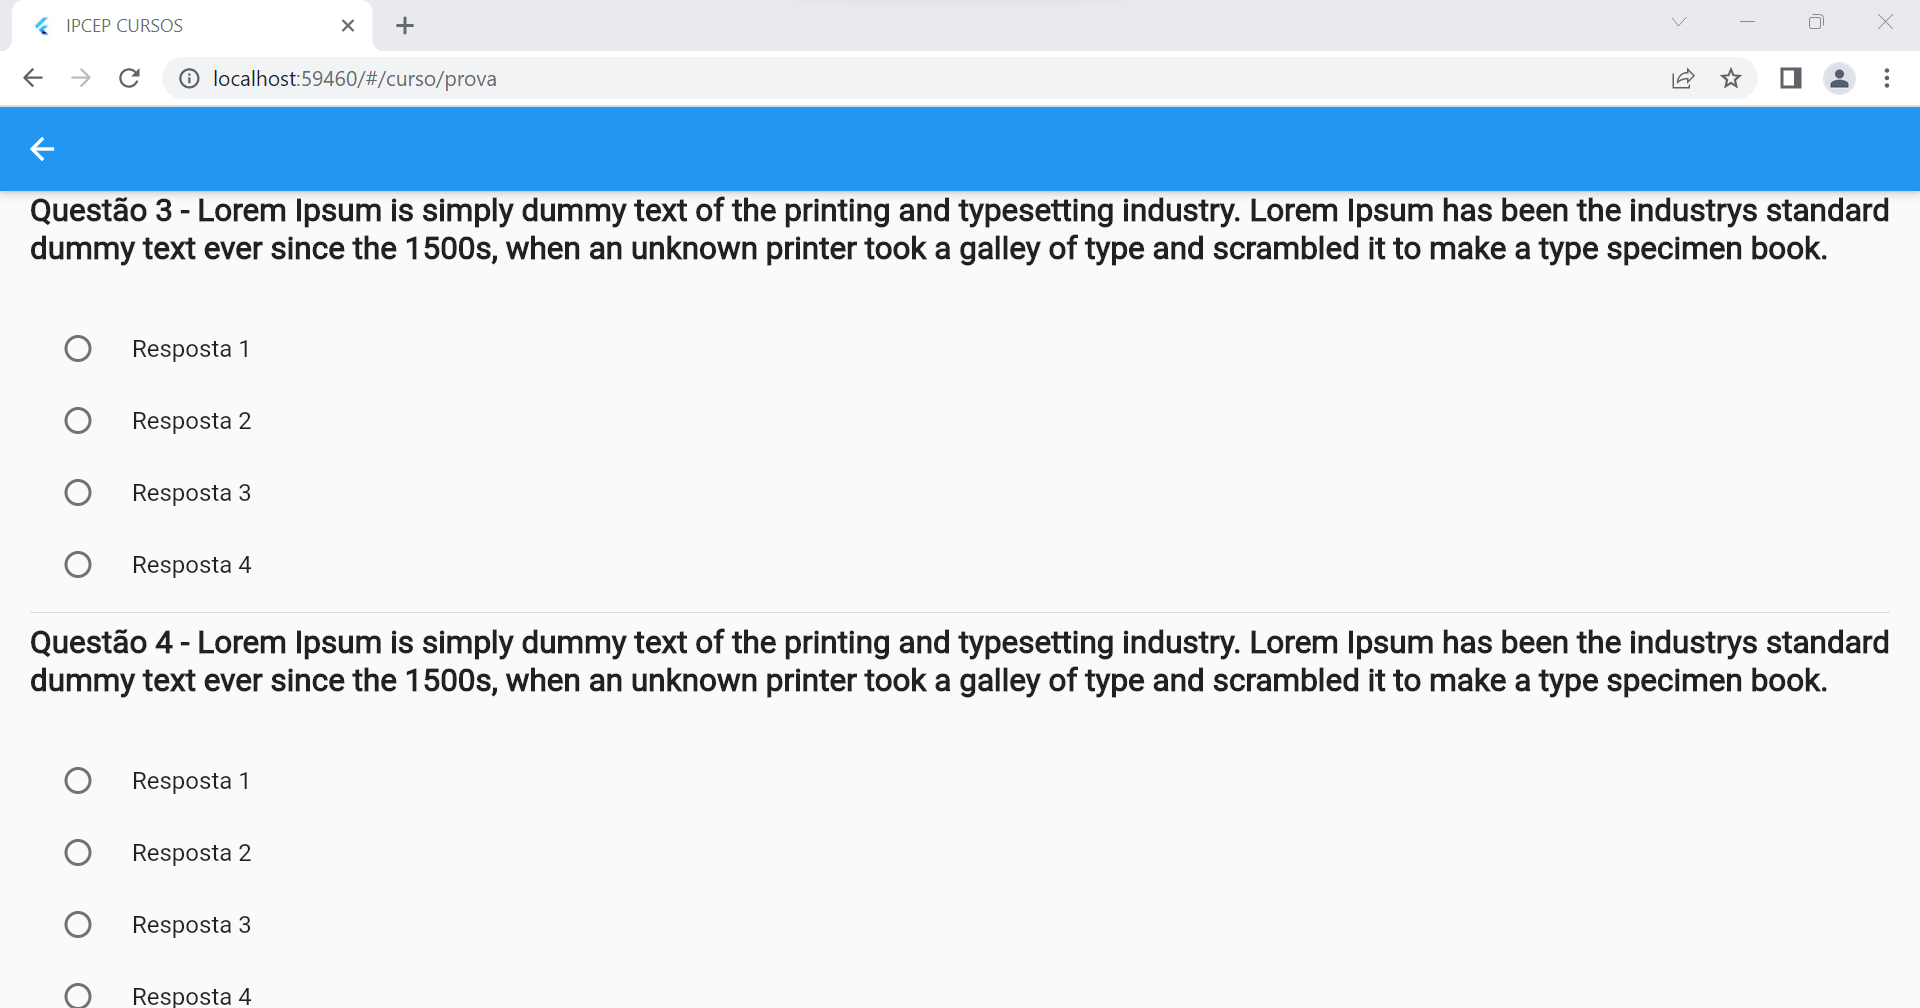 IPCEP CURSOS
localhost:59460/#/curso/prova
Questão 3 - Lorem Ipsum is simply dummy text of the printing and typesetting industry. Lorem Ipsum has been the industrys standard
dummy text ever since the 1500s, when an unknown printer took a galley of type and scrambled it to make a type specimen book.
Resposta 1
Resposta 2
Resposta 3
Resposta 4
Questão 4 - Lorem Ipsum is simply dummy text of the printing and typesetting industry. Lorem Ipsum has been the industrys standard
dummy text ever since the 1500s, when an unknown printer took a galley of type and scrambled it to make a type specimen book.
Resposta 1
Resposta 2
Resposta 3
Resposta 4